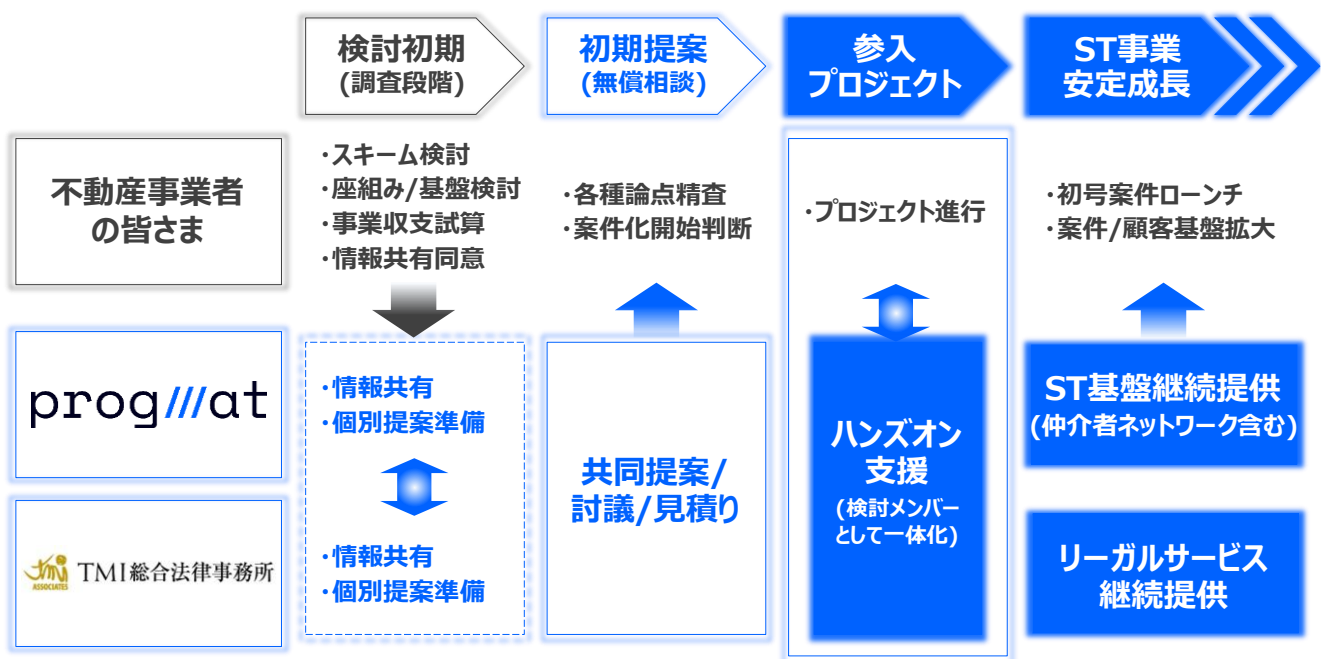 検討初期
(調査段階)
初期提案
(無償相談)
参入
プロジェクト
ST事業
安定成長
不動産事業者
の皆さま
・スキーム検討
・座組み/基盤検討
・事業収支試算
・情報共有同意
・各種論点精査
・案件化開始判断
・プロジェクト進行
・初号案件ローンチ
・案件/顧客基盤拡大
progmat
・情報共有
・個別提案準備
共同提案/
討議/見積り
ハンズオン
支援
(検討メンバー
として一体化)
ST基盤継続提供
(仲介者ネットワーク含む)
tmi
ASSOCIATES
TMI総合法律事務所
・情報共有
・個別提案準備
リーガルサービス
継続提供